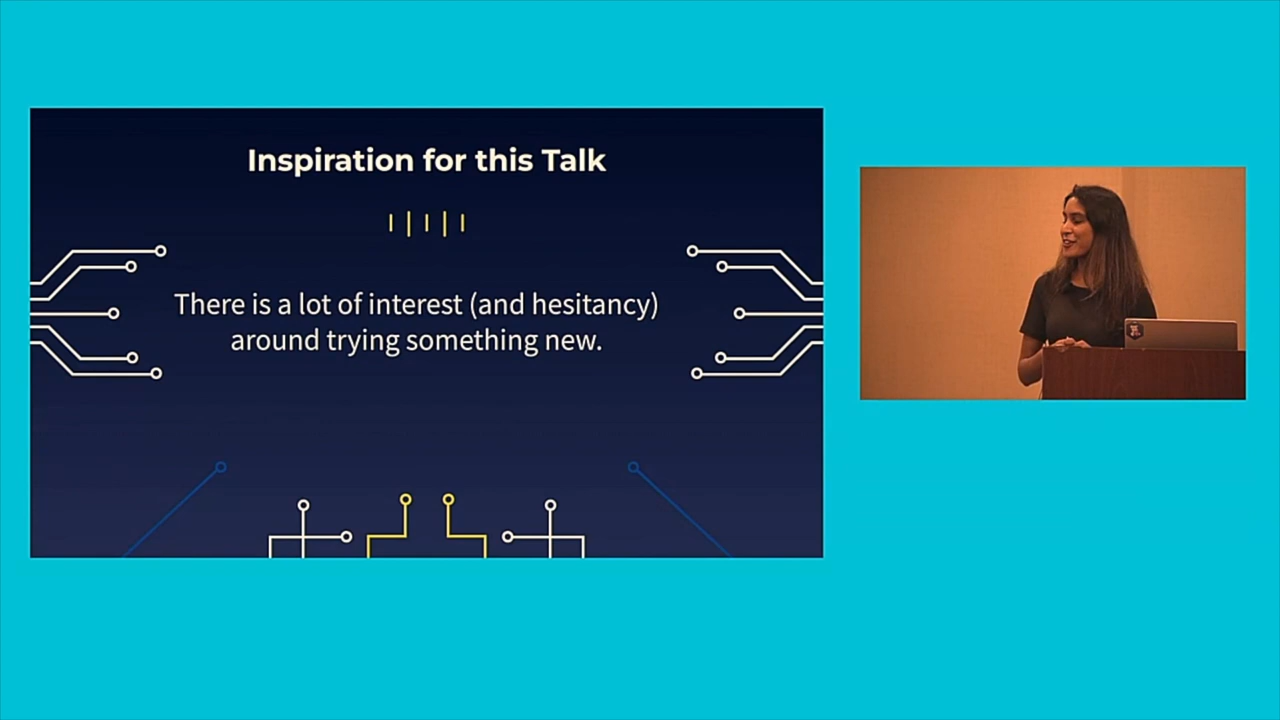 Inspiration for this Talk
There is a lot of interest (and hesitancy)
around trying something new.